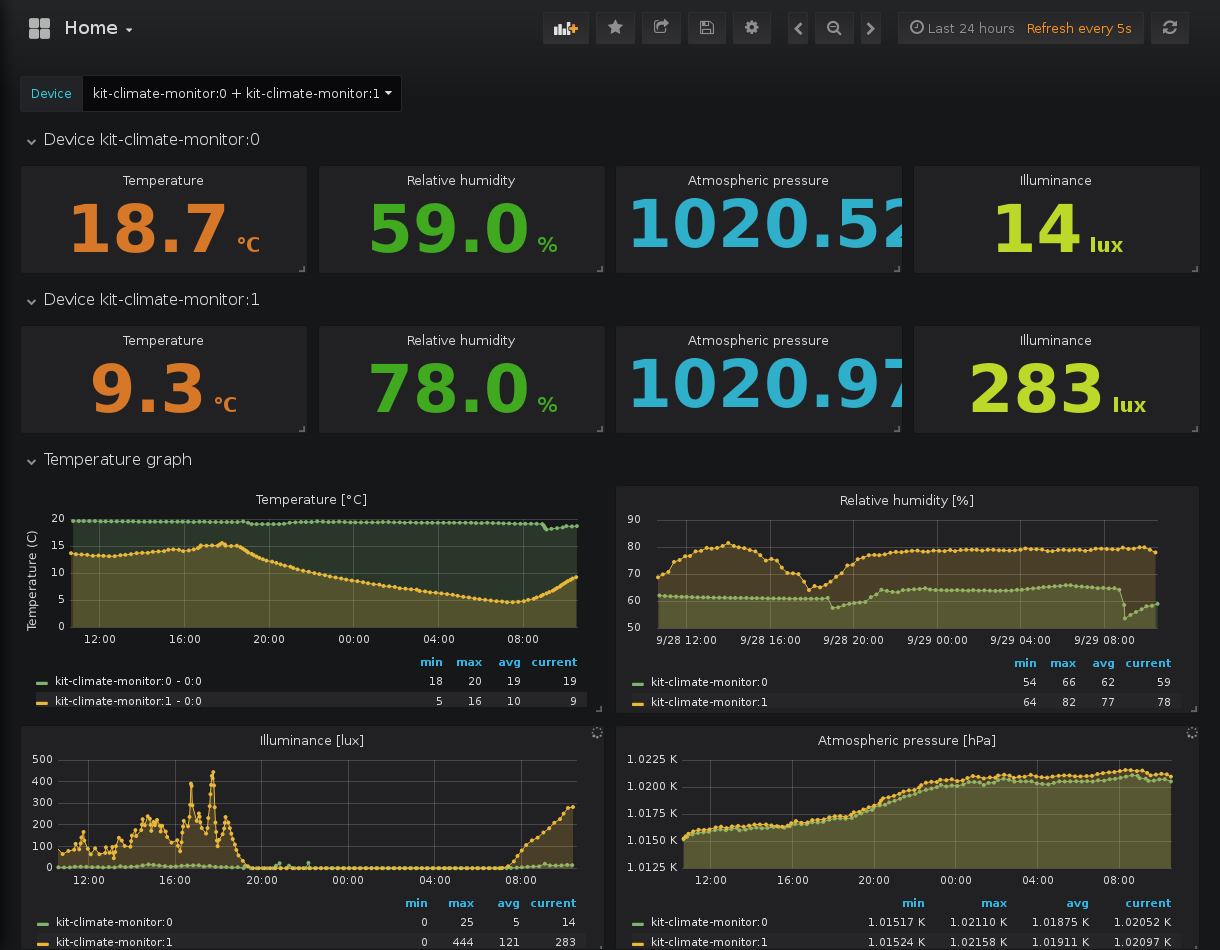 Home
Last 24 hours Refresh every 5s
Device kit-climate-monitor:0 + kit-climate-monitor:1
Device kit-climate-monitor:0
Temperature Relative humidity Atmospheric pressure Illuminance
18.7 °C 59.0 % 1020.52 14 lux
Device kit-climate-monitor:1
Temperature Relative humidity Atmospheric pressure Illuminance
9.3 °C 78.0 % 1020.97 283 lux
Temperature graph
Temperature [°C]
Temperature (C)
20
15
10
5
0
12:00 16:00 20:00 00:00 04:00 08:00
min max avg current
kit-climate-monitor:0 - 0:0 18 20 19 19
kit-climate-monitor:1 - 0:0 5 16 10 9
Relative humidity [%]
90
80
70
60
50
9/28 12:00 9/28 16:00 9/28 20:00 9/29 00:00 9/29 04:00 9/29 08:00
min max avg current
kit-climate-monitor:0 54 66 62 59
kit-climate-monitor:1 64 82 77 78
Illuminance [lux]
500
400
300
200
100
0
12:00 16:00 20:00 00:00 04:00 08:00
min max avg current
kit-climate-monitor:0 0 25 5 14
kit-climate-monitor:1 0 444 121 283
Atmospheric pressure [hPa]
1.0225 K
1.0200 K
1.0175 K
1.0150 K
1.0125 K
12:00 16:00 20:00 00:00 04:00 08:00
min max avg current
kit-climate-monitor:0 1.01517 K 1.02110 K 1.01875 K 1.02052 K
kit-climate-monitor:1 1.01524 K 1.02158 K 1.01911 K 1.02097 K